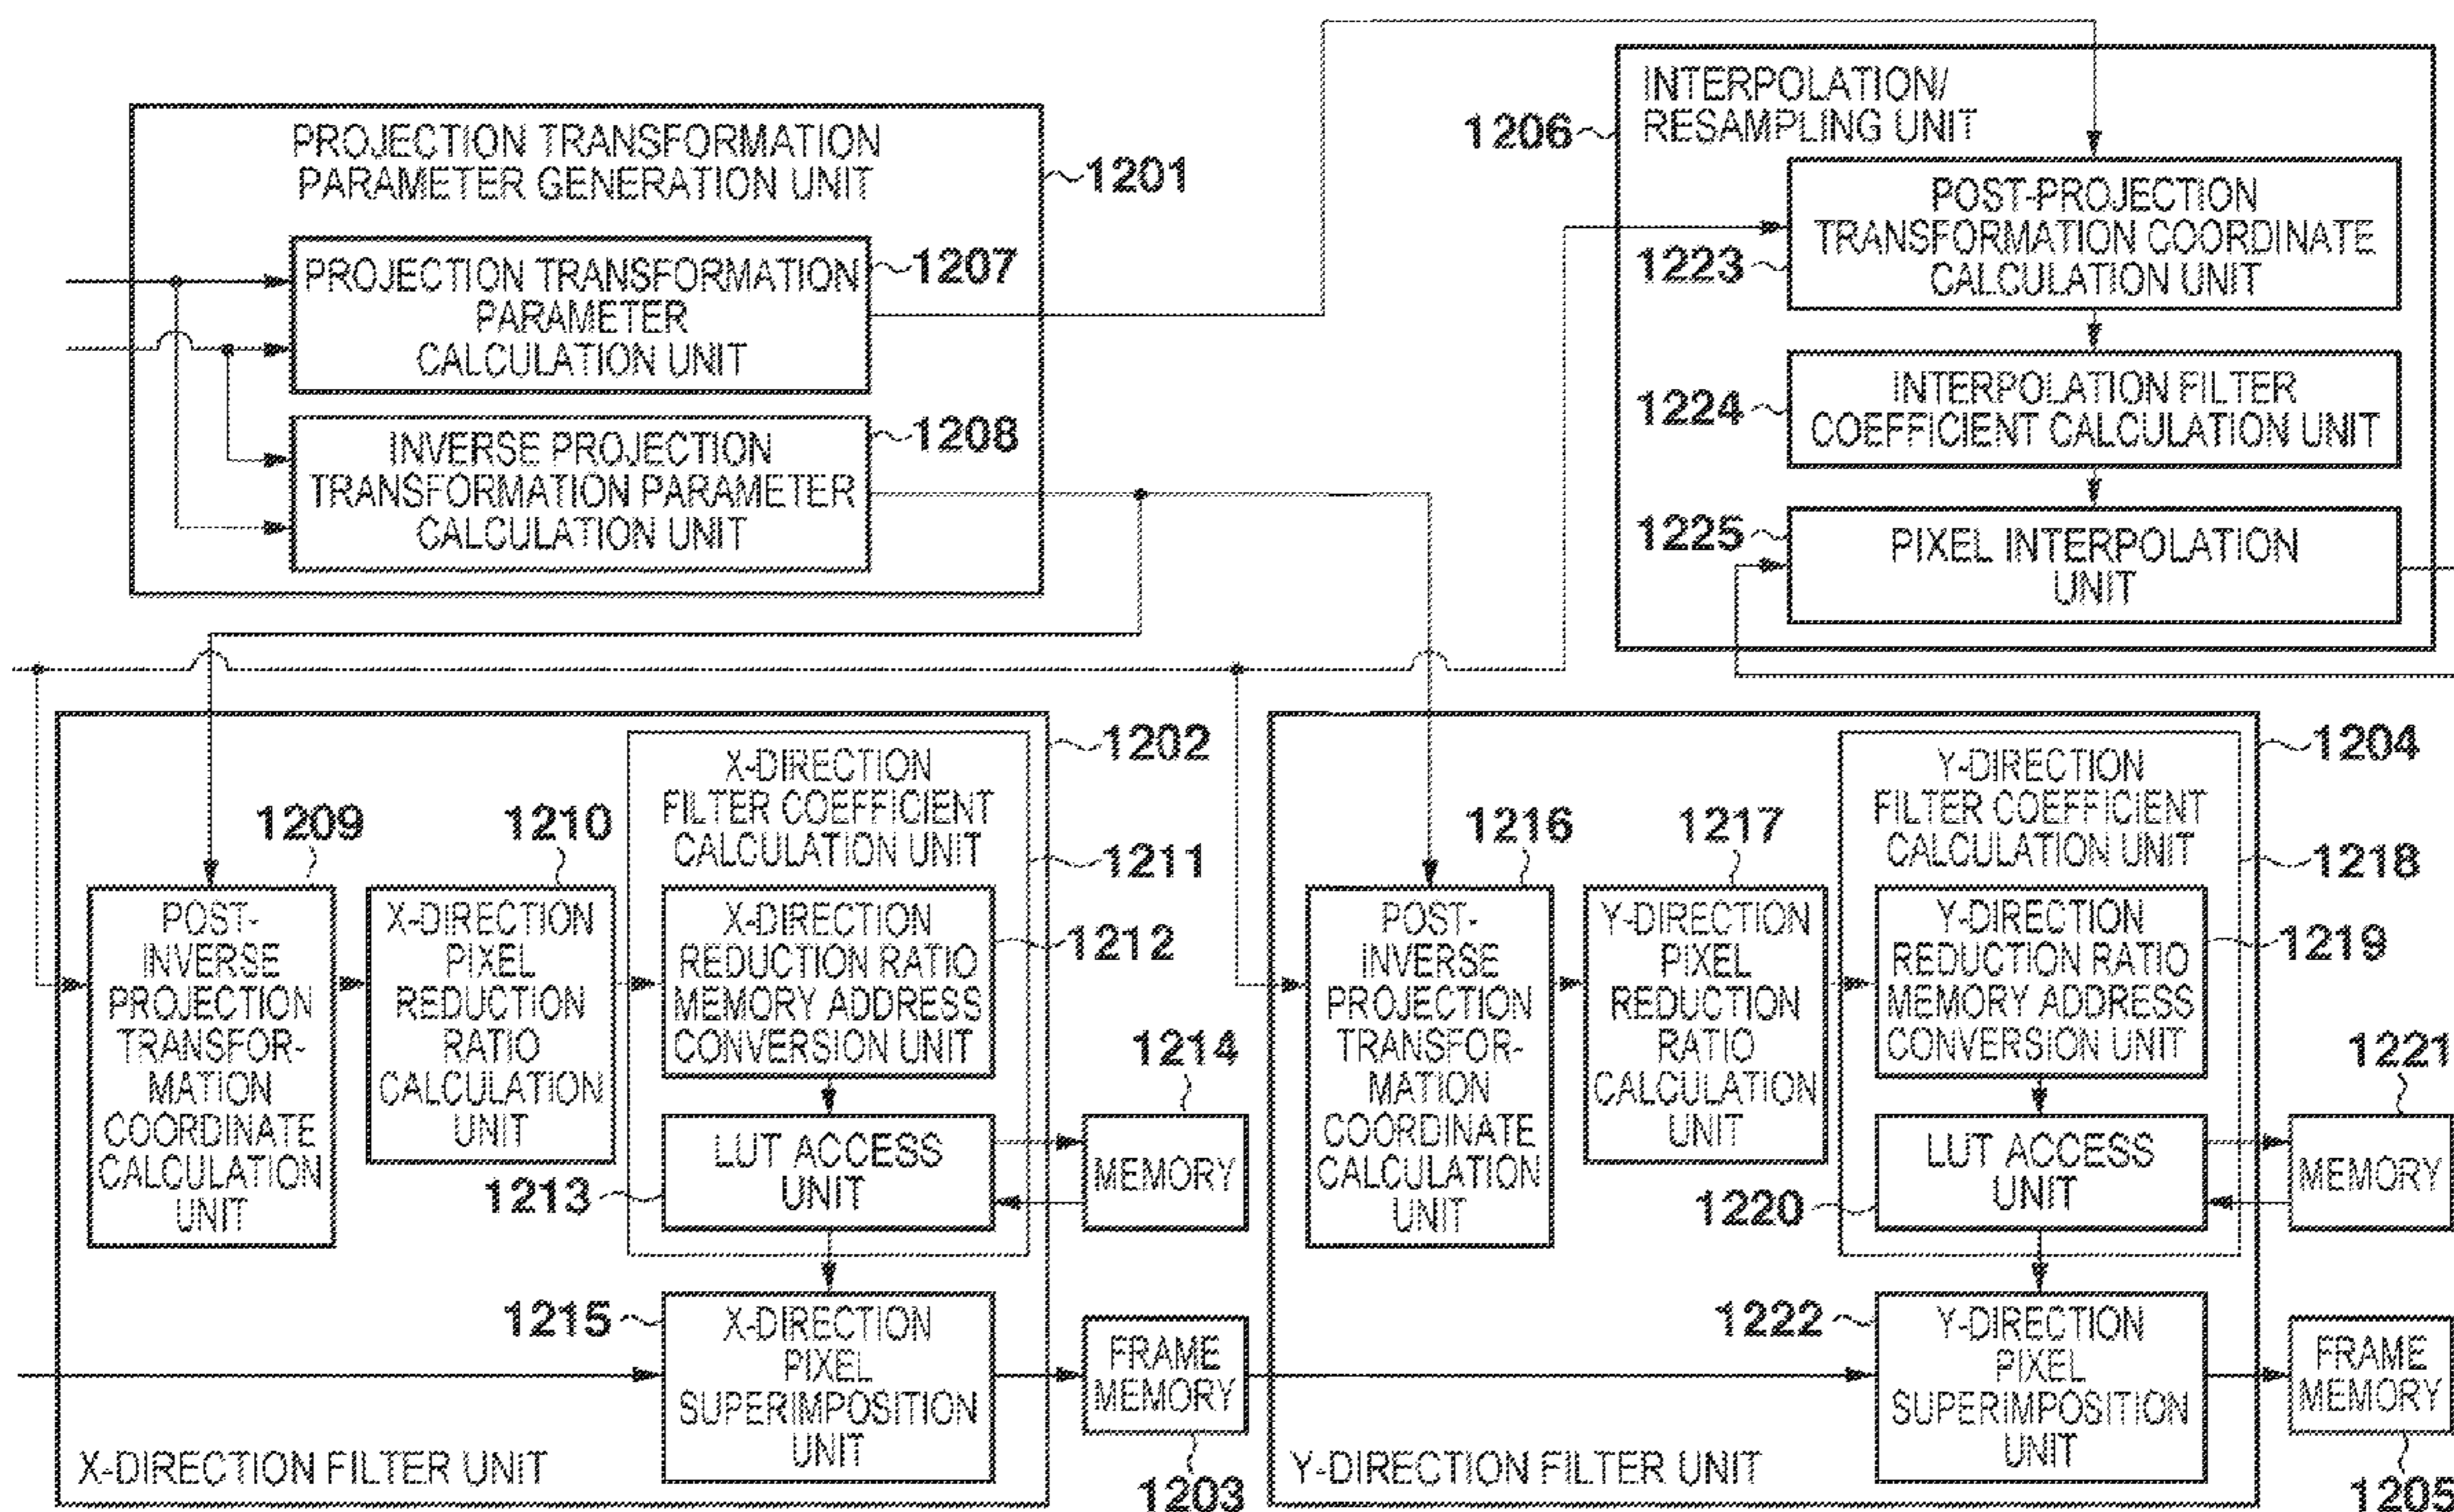 PROJECTION TRANSFORMATION
PARAMETER GENERATION UNIT
1201
PROJECTION TRANSFORMATION
PARAMETER
CALCULATION UNIT
1207
INVERSE PROJECTION
TRANSFORMATION PARAMETER
CALCULATION UNIT
1208
INTERPOLATION/
RESAMPLING UNIT
1206
POST-PROJECTION
TRANSFORMATION COORDINATE
CALCULATION UNIT
1223
INTERPOLATION FILTER
COEFFICIENT CALCULATION UNIT
1224
PIXEL INTERPOLATION
UNIT
1225
1202
X-DIRECTION
FILTER COEFFICIENT
CALCULATION UNIT
1211
1209
POST-
INVERSE
PROJECTION
TRANSFOR-
MATION
COORDINATE
CALCULATION
UNIT
1210
X-DIRECTION
PIXEL
REDUCTION
RATIO
CALCULATION
UNIT
X-DIRECTION
REDUCTION RATIO
MEMORY ADDRESS
CONVERSION UNIT
1212
LUT ACCESS
UNIT
1213
1214
MEMORY
1215
X-DIRECTION
PIXEL
SUPERIMPOSITION
UNIT
FRAME
MEMORY
1203
X-DIRECTION FILTER UNIT
1204
Y-DIRECTION
FILTER COEFFICIENT
CALCULATION UNIT
1218
1216
POST-
INVERSE
PROJECTION
TRANSFOR-
MATION
COORDINATE
CALCULATION
UNIT
1217
Y-DIRECTION
PIXEL
REDUCTION
RATIO
CALCULATION
UNIT
Y-DIRECTION
REDUCTION RATIO
MEMORY ADDRESS
CONVERSION UNIT
1219
LUT ACCESS
UNIT
1220
1221
MEMORY
1222
Y-DIRECTION
PIXEL
SUPERIMPOSITION
UNIT
FRAME
MEMORY
1205
Y-DIRECTION FILTER UNIT